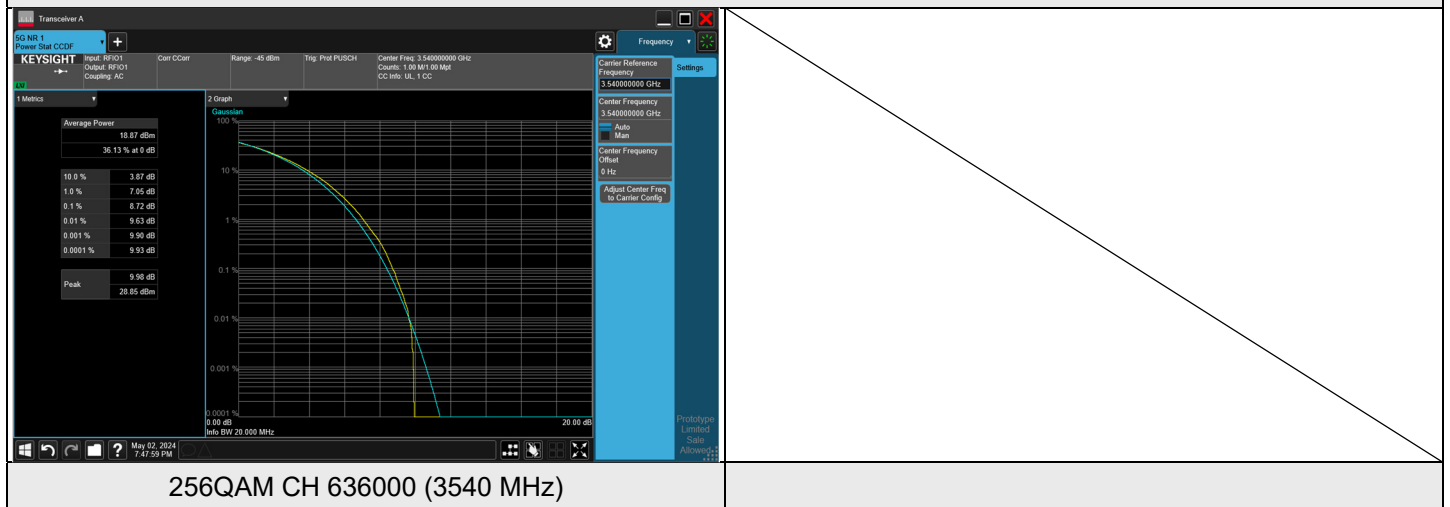 Transceiver A
5G NR 1
Power Stat CCDF
+
Frequency
KEYSIGHT
LXI
Input: RFIO1
Output: RFIO1
Coupling: AC
Corr CCorr
Range: -45 dBm
Trig: Prot PUSCH
Center Freq: 3.540000000 GHz
Counts: 1.00 M/1.00 Mpt
CC Info: UL, 1 CC
1 Metrics
Average Power
18.87 dBm
36.13 % at 0 dB
10.0 % 3.87 dB
1.0 % 7.05 dB
0.1 % 8.72 dB
0.01 % 9.63 dB
0.001 % 9.90 dB
0.0001 % 9.93 dB
Peak
9.98 dB
28.85 dBm
2 Graph
Gaussian
100 %
10 %
1 %
0.1 %
0.01 %
0.001 %
0.0001 %
0.00 dB
20.00 dB
Info BW 20.000 MHz
Carrier Reference
Frequency
3.540000000 GHz
Center Frequency
3.540000000 GHz
Auto
Man
Center Frequency
Offset
0 Hz
Adjust Center Freq
to Carrier Config
Settings
Prototype
Limited
Sale
Allowed
?
May 02, 2024
7:47:59 PM
256QAM CH 636000 (3540 MHz)